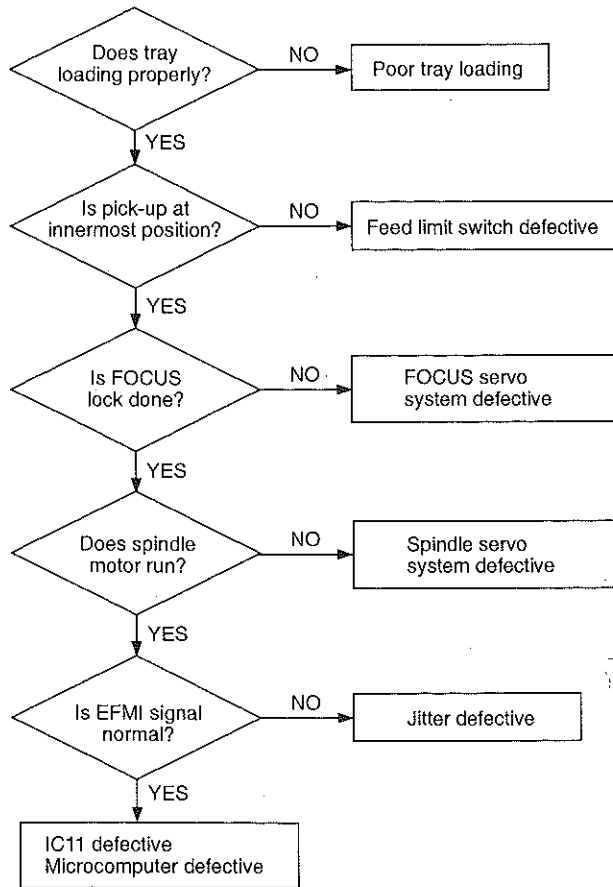 Does tray
loading properly?
NO
Poor tray loading
YES
Is pick-up at
innermost position?
NO
Feed limit switch defective
YES
Is FOCUS
lock done?
NO
FOCUS servo
system defective
YES
Does spindle
motor run?
NO
Spindle servo
system defective
YES
Is EFMI signal
normal?
NO
Jitter defective
YES
IC11 defective
Microcomputer defective